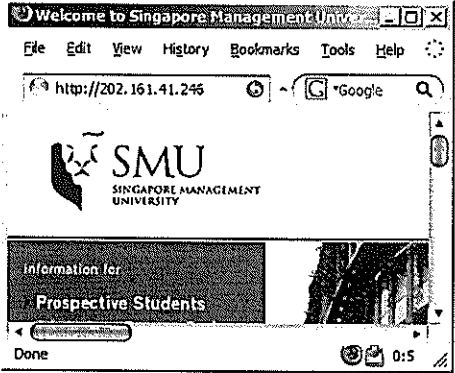 Welcome to Singapore Management Univer
File Edit View History Bookmarks Tools Help
http://202.161.41.246 Google
SMU
SINGAPORE MANAGEMENT
UNIVERSITY
Information for
Prospective Students
Done 0:5